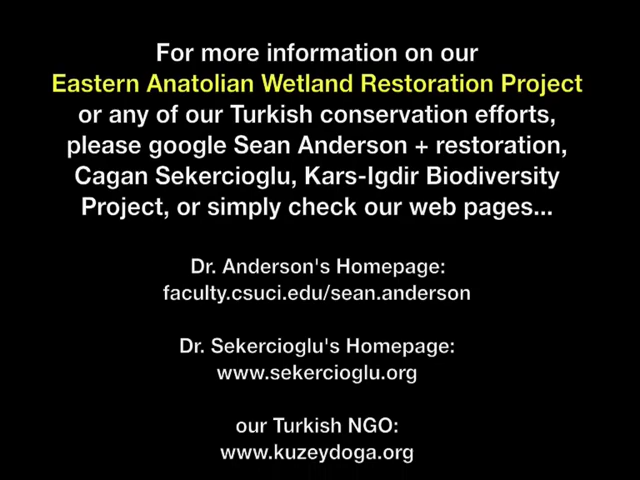 For more information on our
Eastern Anatolian Wetland Restoration Project
or any of our Turkish conservation efforts,
please google Sean Anderson + restoration,
Cagan Sekercioglu, Kars-Igdir Biodiversity
Project, or simply check our web pages...
Dr. Anderson's Homepage:
faculty.csuci.edu/sean.anderson
Dr. Sekercioglu's Homepage:
www.sekercioglu.org
our Turkish NGO:
www.kuzeydoga.org